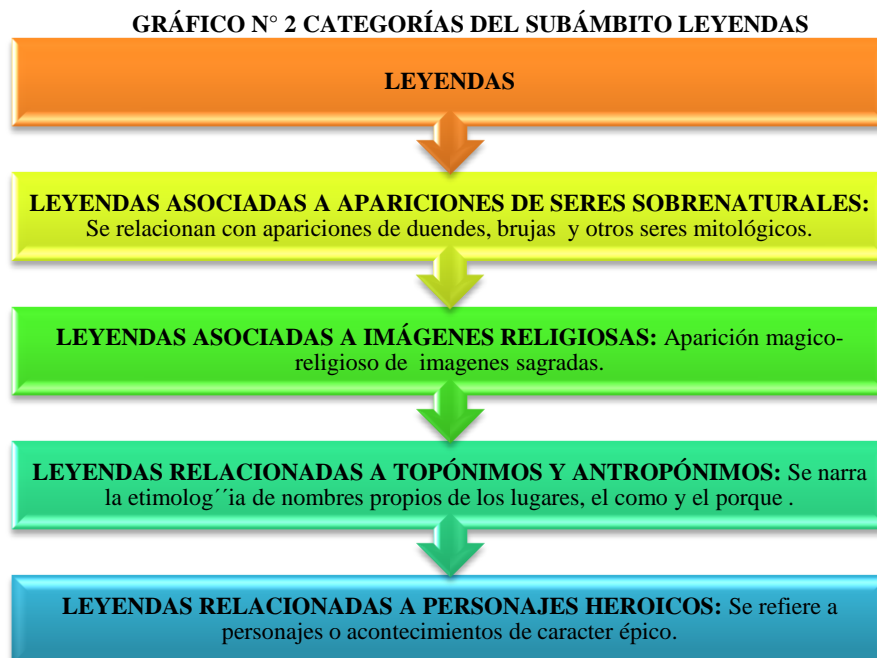 GRÁFICO N° 2 CATEGORÍAS DEL SUBÁMBITO LEYENDAS
LEYENDAS
LEYENDAS ASOCIADAS A APARICIONES DE SERES SOBRENATURALES:
Se relacionan con apariciones de duendes, brujas y otros seres mitológicos.
LEYENDAS ASOCIADAS A IMÁGENES RELIGIOSAS: Aparición magico-
religioso de imagenes sagradas.
LEYENDAS RELACIONADAS A TOPÓNIMOS Y ANTROPÓNIMOS: Se narra
la etimolog´´ia de nombres propios de los lugares, el como y el porque .
LEYENDAS RELACIONADAS A PERSONAJES HEROICOS: Se refiere a
personajes o acontecimientos de caracter épico.